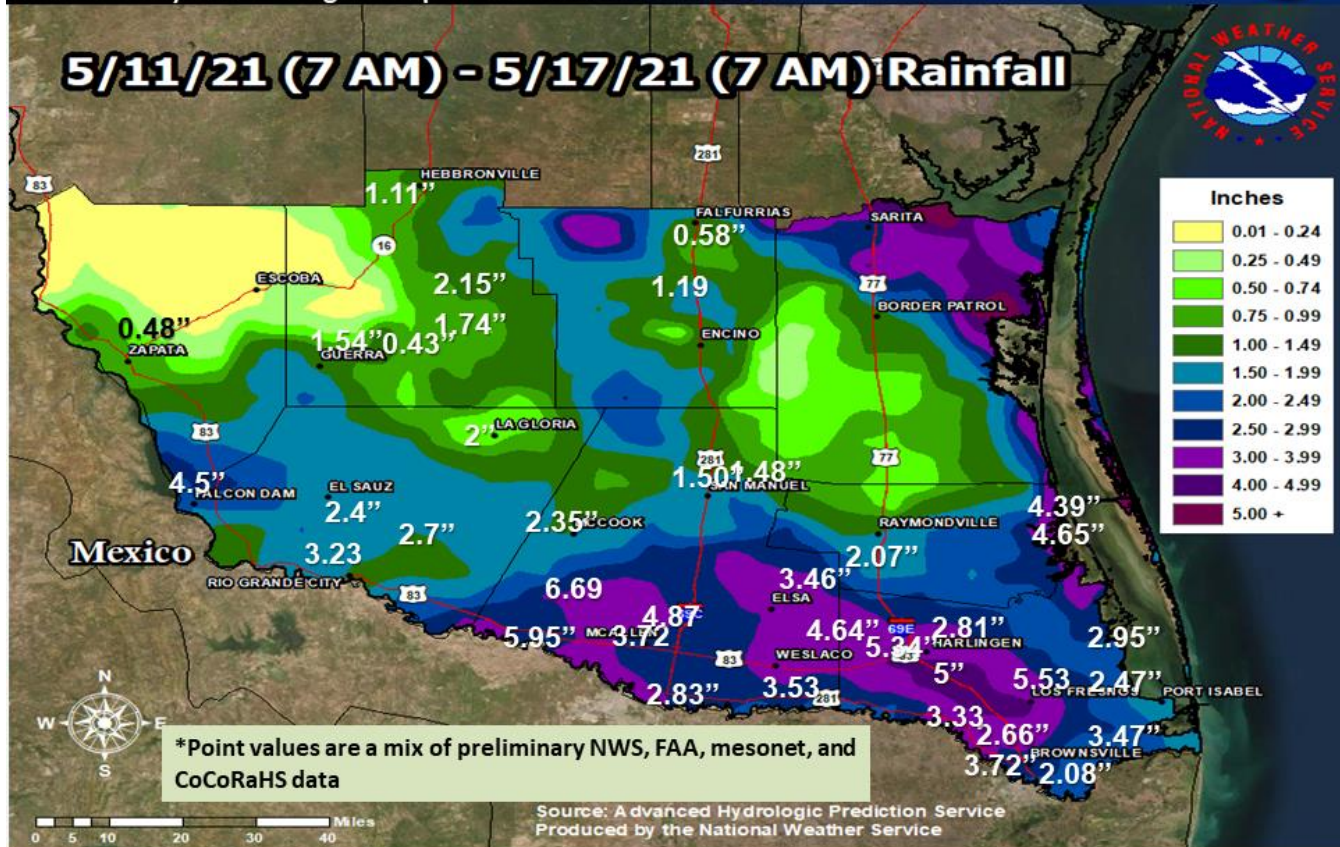 5/11/21 (7 AM) - 5/17/21 (7 AM) Rainfall
NATIONAL WEATHER SERVICE
281
83
HEBBRONVILLE
1.11”
FALFURRIAS
0.58”
SARITA
16
ESCOBA
2.15”
1.19
77
BORDER PATROL
0.48”
ZAPATA
1.54”
0.43”
1.74”
GUERRA
ENCINO
LA GLORIA
2”
83
281
77
4.5”
FALCON DAM
EL SAUZ
2.4”
1.50”
1.48”
SAN MANUEL
2.7”
2.35”
MCCOOK
RAYMONDVILLE
2.07”
4.39”
4.65”
Mexico
3.23
RIO GRANDE CITY
83
6.69
3.46”
ELSA
4.87
5.95”
MCALLEN
3.72
4.64”
69E
2.81”
5.34”
HARLINGEN
2.95”
83
WESLACO
5”
5.53
2.47”
LOS FRESNOS
PORT ISABEL
2.83”
3.53
281
3.33
2.66”
3.47”
BROWNSVILLE
3.72”
2.08”
Inches
0.01 - 0.24
0.25 - 0.49
0.50 - 0.74
0.75 - 0.99
1.00 - 1.49
1.50 - 1.99
2.00 - 2.49
2.50 - 2.99
3.00 - 3.99
4.00 - 4.99
5.00 +
N
W E
S
*Point values are a mix of preliminary NWS, FAA, mesonet, and
CoCoRaHS data
Miles
0 5 10 20 30 40
Source: Advanced Hydrologic Prediction Service
Produced by the National Weather Service